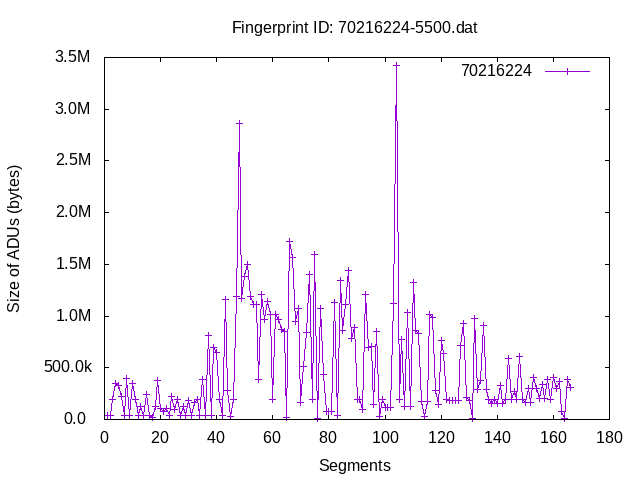 Fingerprint ID: 70216224-5500.dat
3.5M
70216224
3.0M
2.5M
2.0M
1.5M
1.0M
500.0k
0.0
Size of ADUs (bytes)
0 20 40 60 80 100 120 140 160 180
Segments